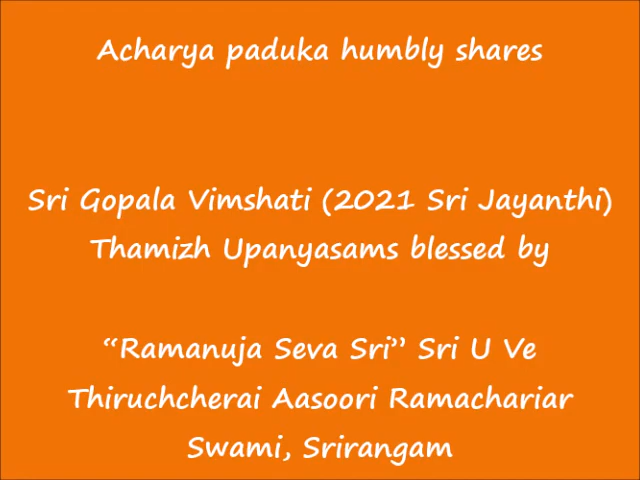 Acharya paduka humbly shares
Sri Gopala Vimshati (2021 Sri Jayanthi)
Thamizh Upanyasams blessed by
“Ramanuja Seva Sri” Sri U Ve
Thiruchcherai Aasoori Ramachariar
Swami, Srirangam